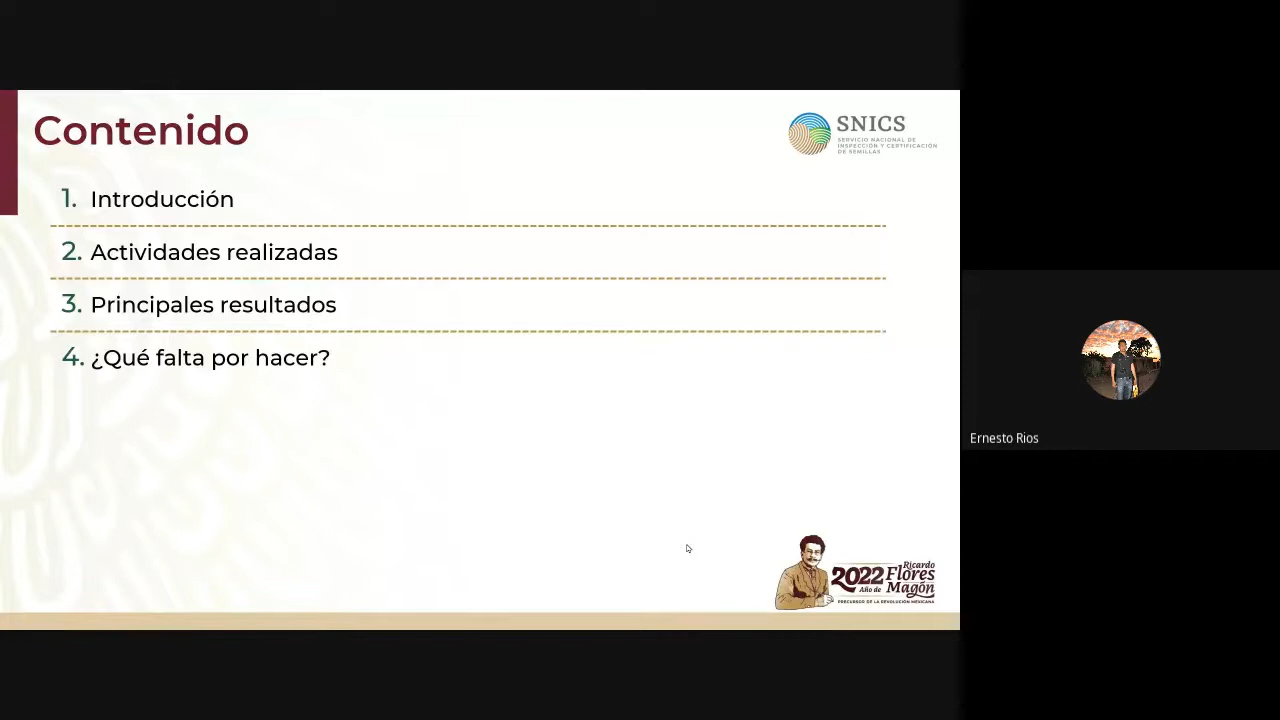 Contenido
SNICS
SERVICIO NACIONAL DE
INSPECCIÓN Y CERTIFICACIÓN
DE SEMILLAS
1. Introducción
2. Actividades realizadas
3. Principales resultados
4. ¿Qué falta por hacer?
Ernesto Rios
2022 Ricardo
Año de Flores
Magón
PRECURSOR DE LA REVOLUCIÓN MEXICANA